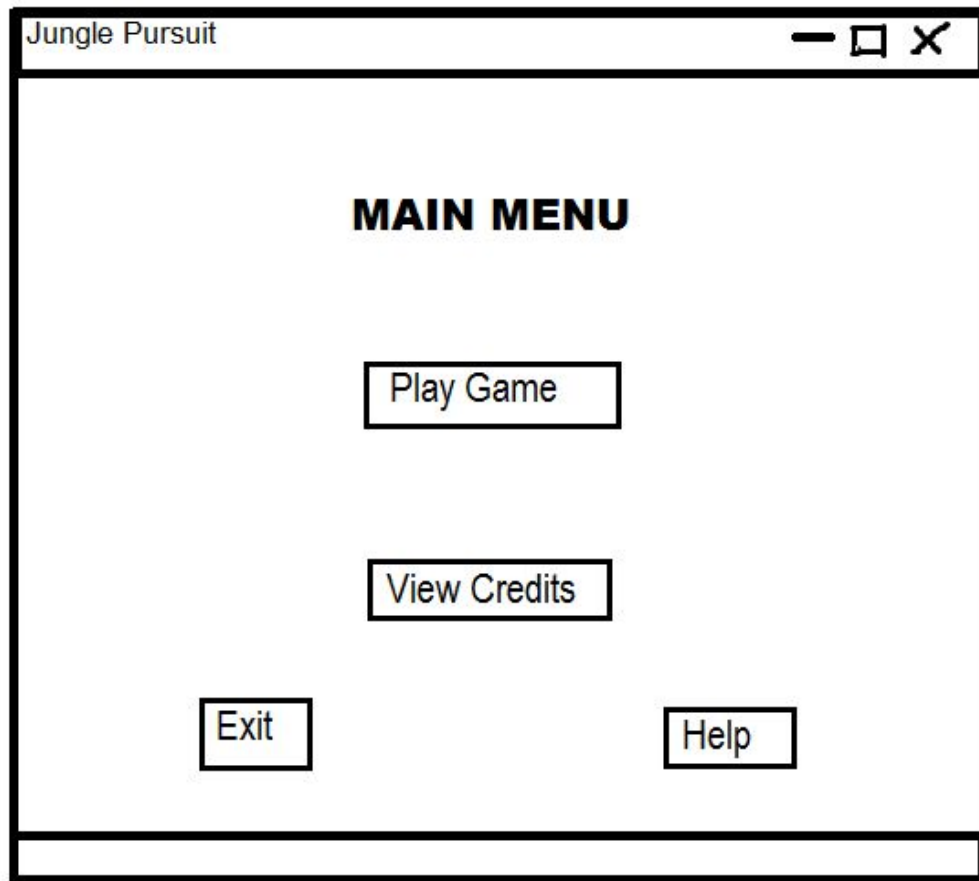 Jungle Pursuit
MAIN MENU
Play Game
View Credits
Exit
Help